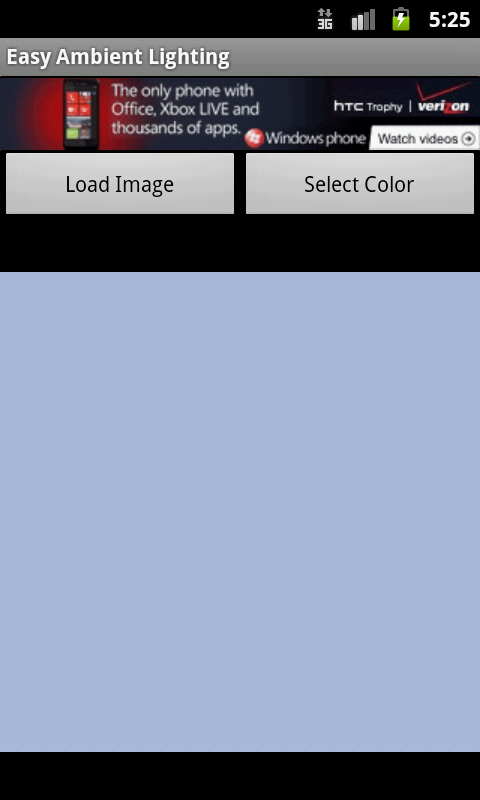 3G 5:25
Easy Ambient Lighting
The only phone with
Office, Xbox LIVE and
thousands of apps.
hTC Trophy | verizon
Windows phone
Watch videos
Load Image
Select Color